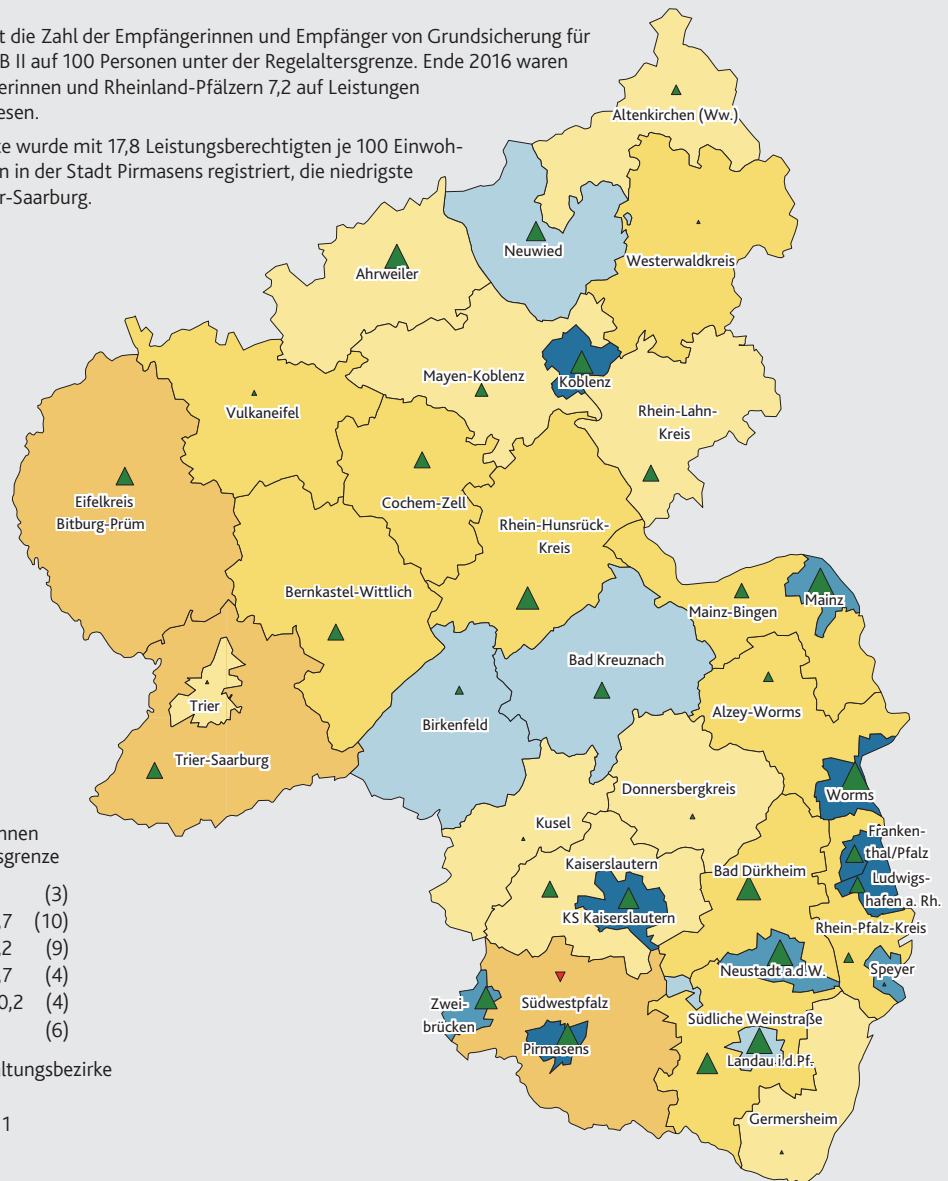 t die Zahl der Empfängerinnen und Empfänger von Grundsicherung für
B II auf 100 Personen unter der Regelaltersgrenze. Ende 2016 waren
erinnen und Rheinland-Pfälzern 7,2 auf Leistungen
esen.
te wurde mit 17,8 Leistungsberechtigten je 100 Einwoh-
n in der Stadt Pirmasens registriert, die niedrigste
r-Saarburg.
Altenkirchen (Ww.)
Neuwied
Westerwaldkreis
Ahrweiler
Mayen-Koblenz
Koblenz
Vulkaneifel
Rhein-Lahn-
Kreis
Cochem-Zell
Eifelkreis
Bitburg-Prüm
Rhein-Hunsrück-
Kreis
Bernkastel-Wittlich
Mainz-Bingen
Mainz
Bad Kreuznach
Trier
Birkenfeld
Alzey-Worms
Trier-Saarburg
Donnersbergkreis
Worms
Kusel
Franken-
thal/Pfalz
Kaiserslautern
Bad Dürkheim
Ludwigs-
hafen a. Rh.
KS Kaiserslautern
Rhein-Pfalz-Kreis
Neustadt a.d.W.
Speyer
Zwei-
brücken
Südwestpfalz
Südliche Weinstraße
Pirmasens
Landau i.d.Pf.
Germersheim
nnen
sgrenze
(3)
,7 (10)
,2 (9)
,7 (4)
0,2 (4)
(6)
altungsbezirke
1